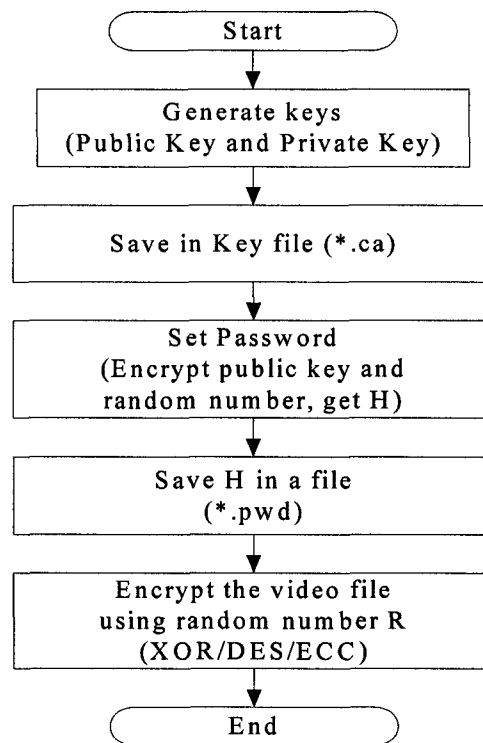 Start
Generate keys
(Public Key and Private Key)
Save in Key file (*.ca)
Set Password
(Encrypt public key and
random number, get H)
Save H in a file
(*.pwd)
Encrypt the video file
using random number R
(XOR/DES/ECC)
End